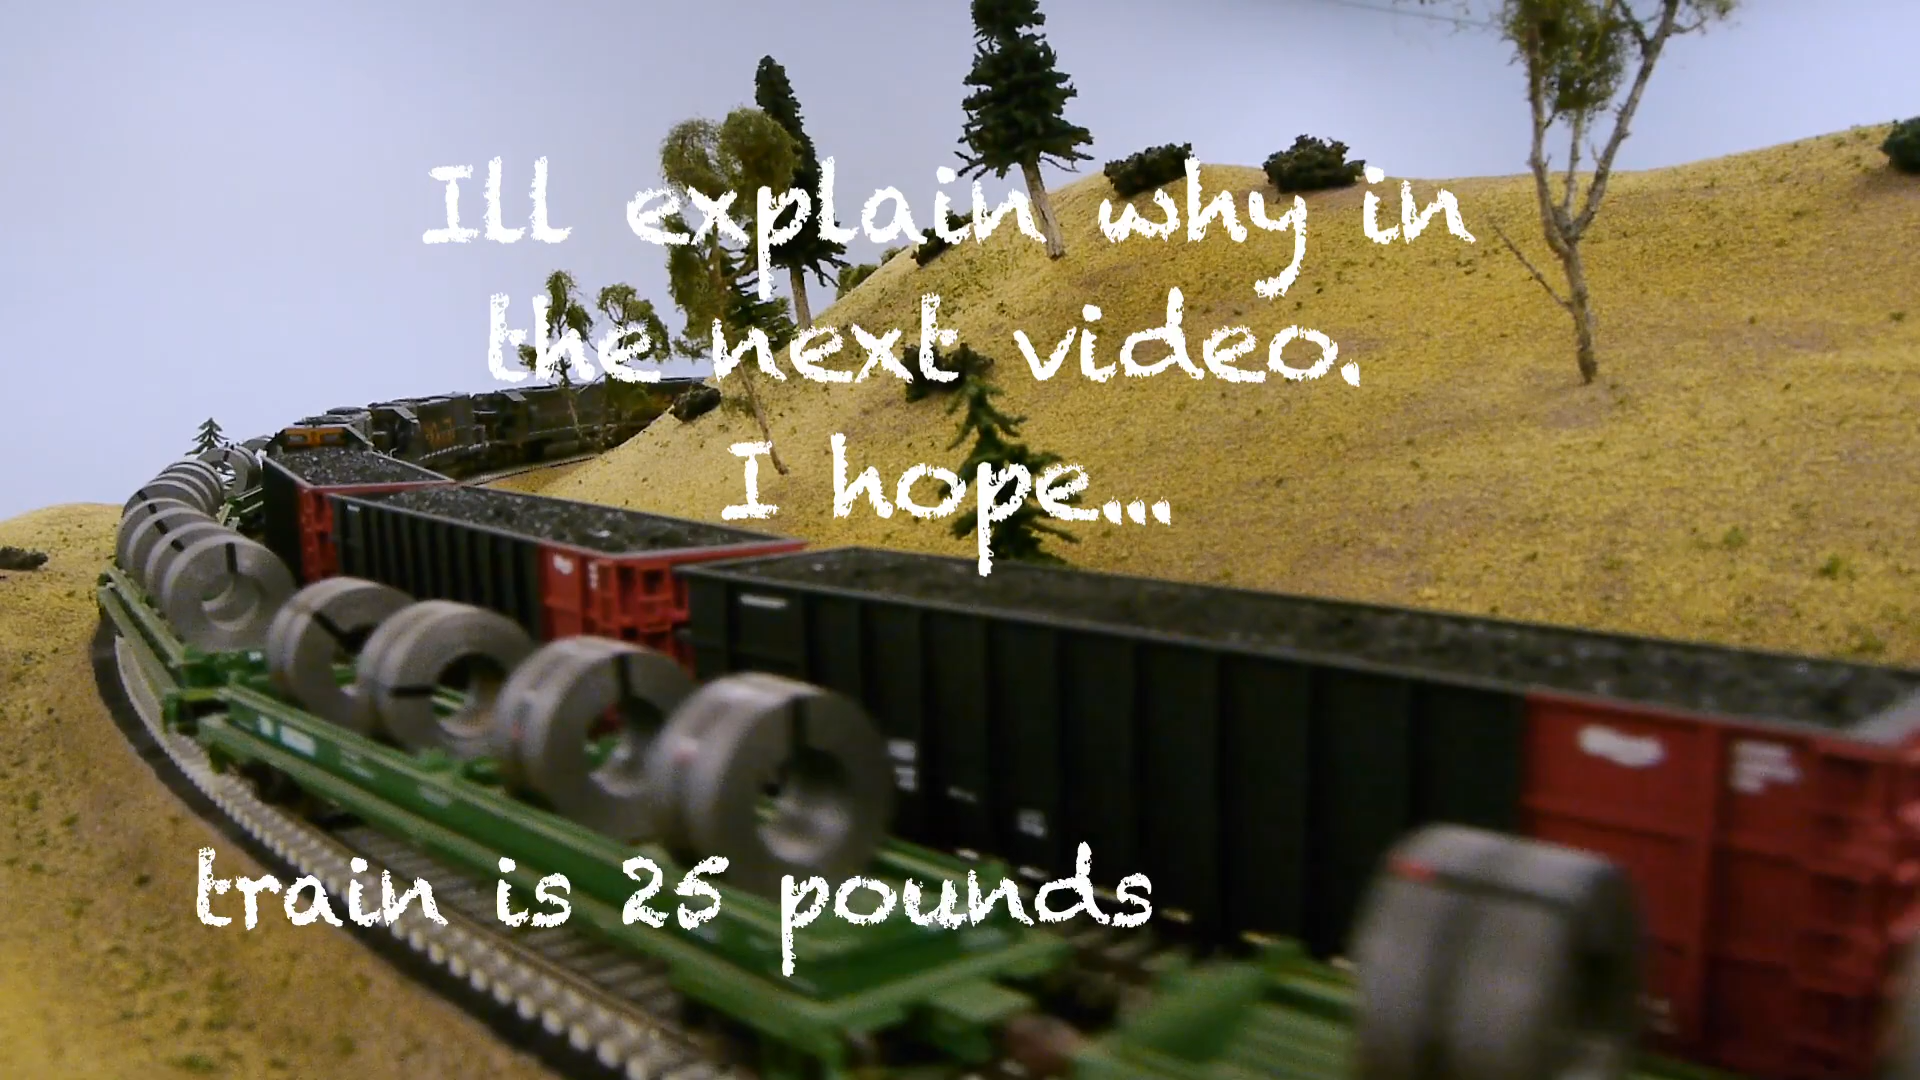 Ill explain why in
the next video.
I hope...
train is 25 pounds